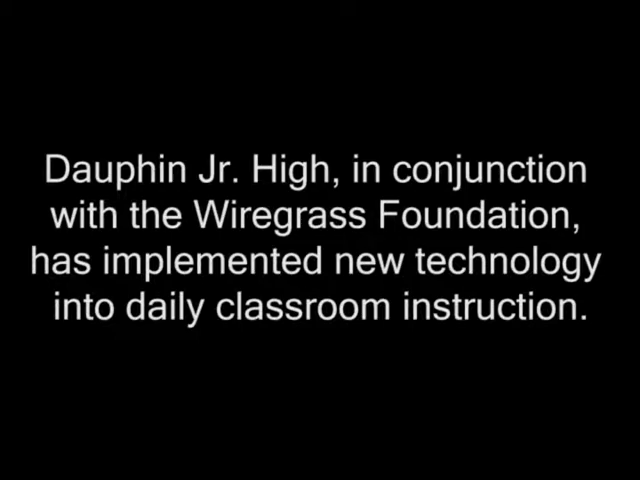 Dauphin Jr. High, in conjunction
with the Wiregrass Foundation,
has implemented new technology
into daily classroom instruction.